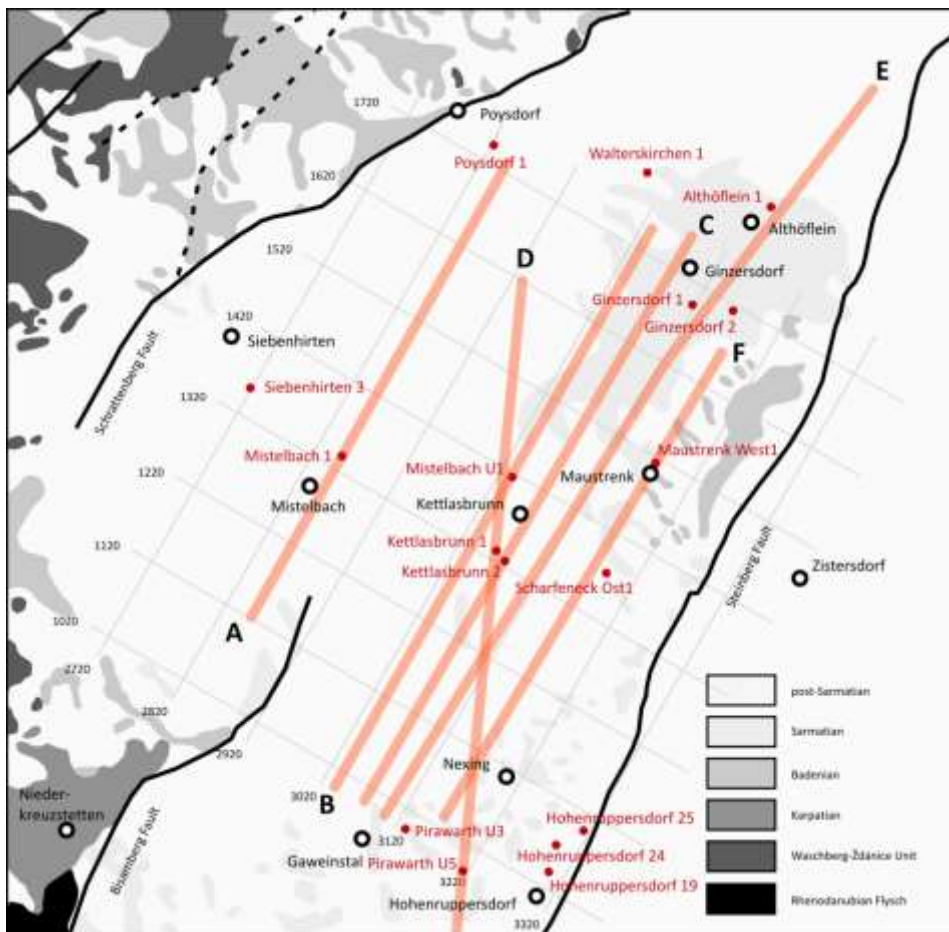 E
1720
Poysdorf
Poysdorf 1
Walterskirchen 1
1620
Althöflein 1
Althöflein
C
1520
D
Ginzersdorf
Ginzersdorf 1
Ginzersdorf 2
1420
Siebenhirten
Schrattenberg Fault
F
Siebenhirten 3
1320
Mistelbach 1
Mistelbach U1
Maustrenk West1
Maustrenk
1220
Mistelbach
Kettlasbrunn
Kettlasbrunn 1
Kettlasbrunn 2
1120
Scharfeneck Ost1
Steinberg Fault
Zistersdorf
1020
A
2720
2820
2920
post-Sarmatian
Sarmatian
Nexing
Badenian
Nieder-
kreuzstetten
3020
B
Karpatian
Hohenruppersdorf 25
Pirawarth U3
3120
Gaweinstal
Bisamberg Fault
Hohenruppersdorf 24
Waschberg-Ždánice Unit
Pirawarth U5
3220
Hohenruppersdorf 19
Hohenruppersdorf
Rhenodanubian Flysch
3320